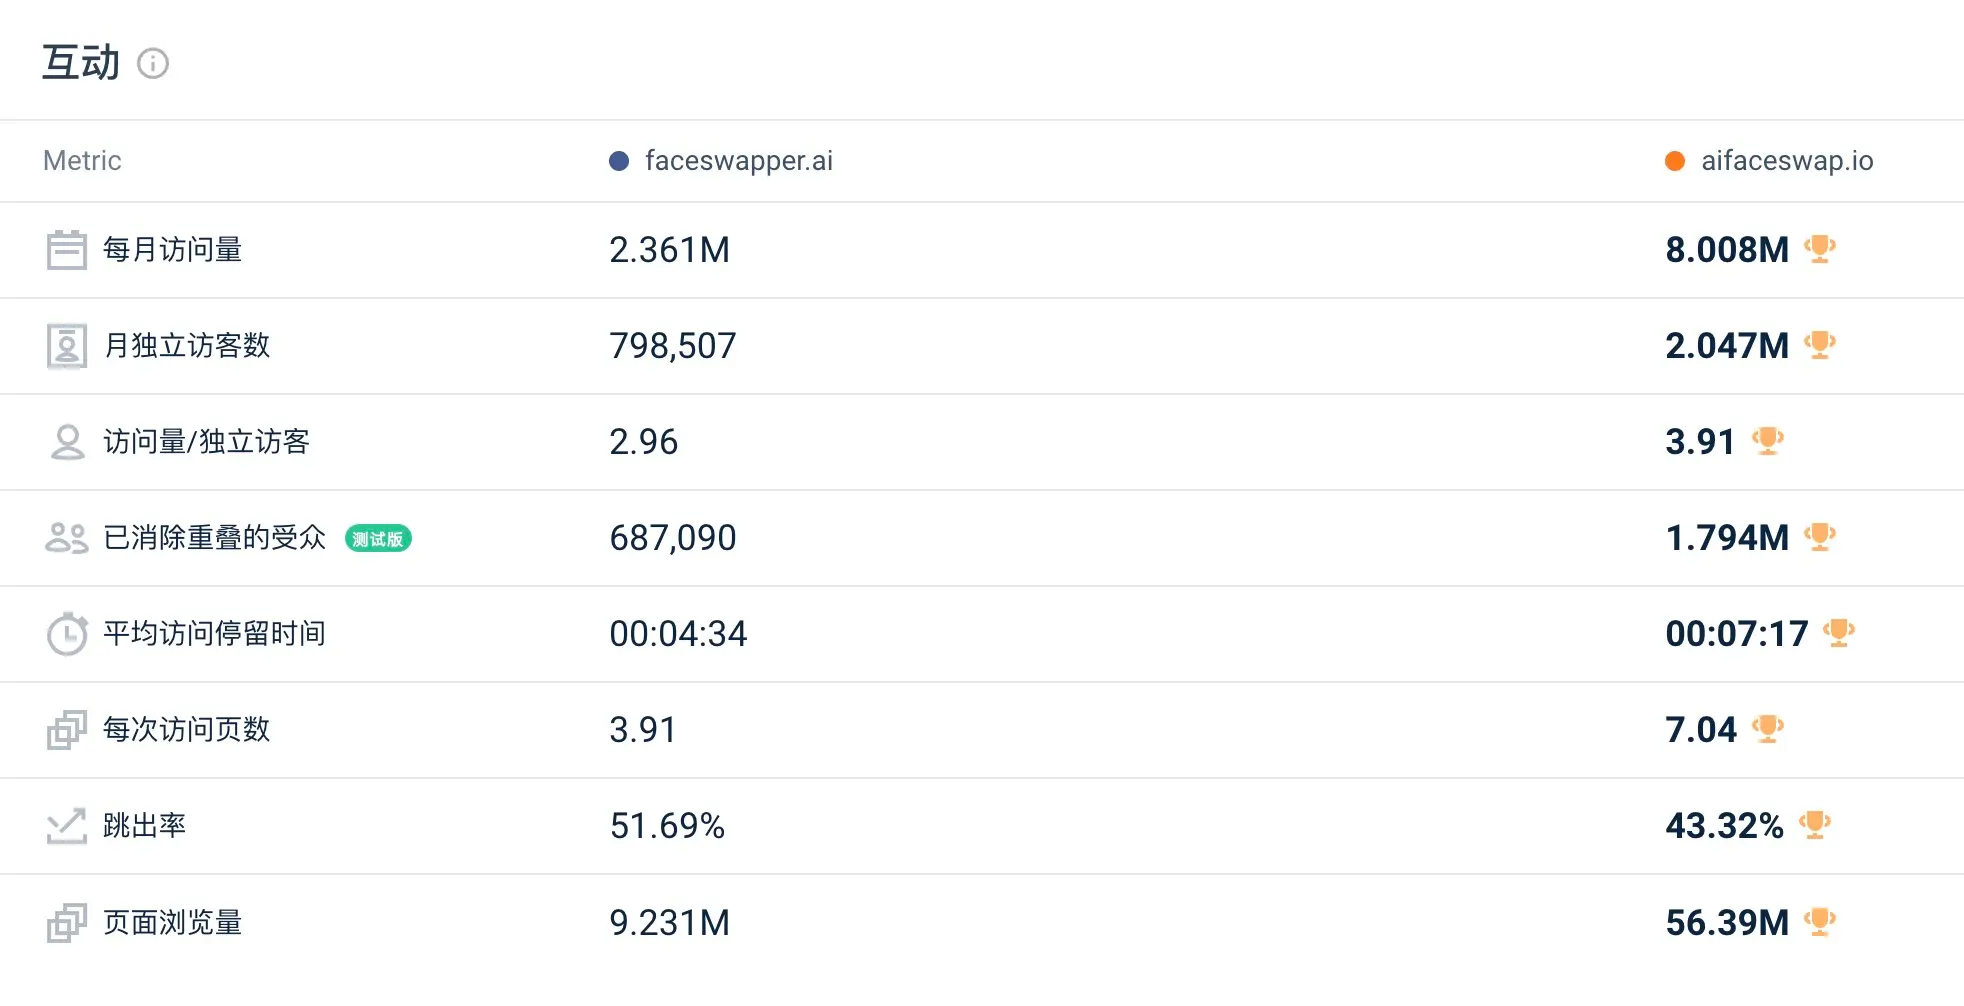 互动
Metric faceswapper.ai aifaceswap.io
每月访问量 2.361M 8.008M
月独立访客数 798,507 2.047M
访问量/独立访客 2.96 3.91
已消除重叠的受众 测试版 687,090 1.794M
平均访问停留时间 00:04:34 00:07:17
每次访问页数 3.91 7.04
跳出率 51.69% 43.32%
页面浏览量 9.231M 56.39M